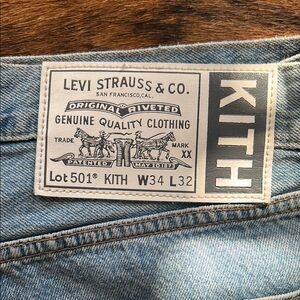 LEVI STRAUSS & CO.
SAN FRANCISCO, CAL.
ORIGINAL RIVETED
GENUINE QUALITY CLOTHING
TRADE MARK
XX
PATENTED MAY 20 1873
Lot 501® KITH W34 L32
KITH